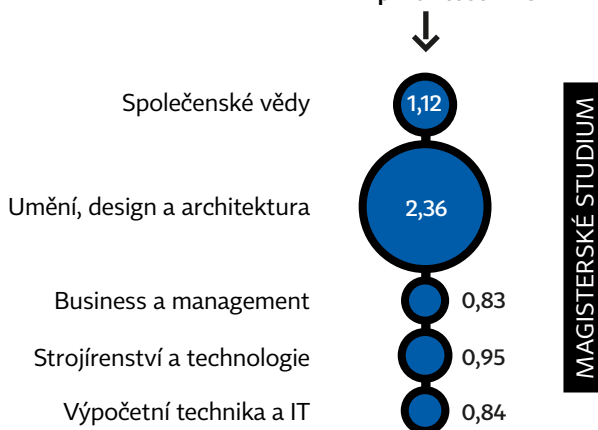 Společenské vědy 1,12
Umění, design a architektura 2,36
Business a management 0,83
Strojírenství a technologie 0,95
Výpočetní technika a IT 0,84
MAGISTERSKÉ STUDIUM